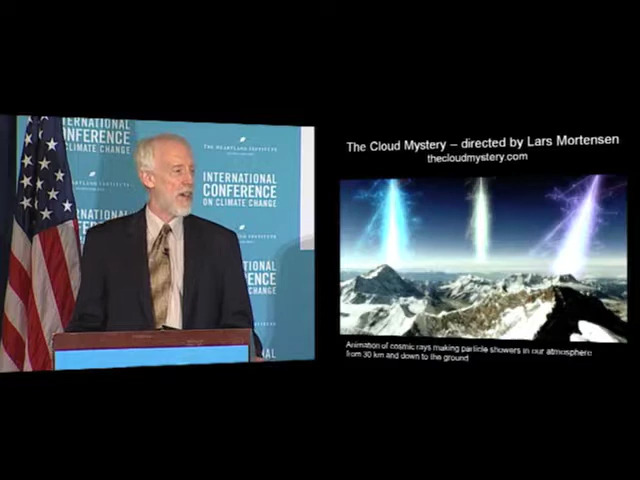 INTERNATIONAL
CONFERENCE
CLIMATE CHANGE
THE HEARTLAND INSTITUTE
INTERNATIONAL
CONFERENCE
ON CLIMATE CHANGE
The Cloud Mystery – directed by Lars Mortensen
thecloudmystery.com
Animation of cosmic rays making particle showers in our atmosphere
from 30 km and down to the ground